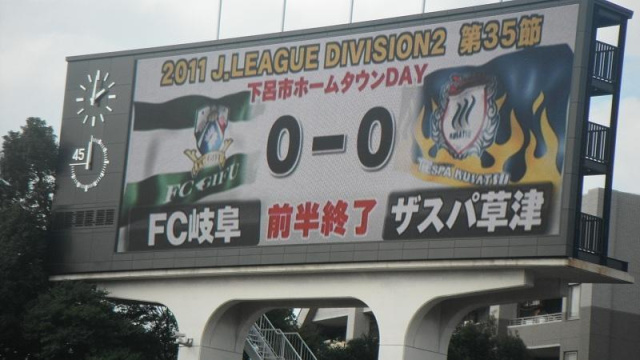 2011 J.LEAGUE DIVISION2 第35節
下呂市ホームタウンDAY
0-0
FC GIFU
KUSATSU
FC岐阜
前半終了
ザスパ草津
45